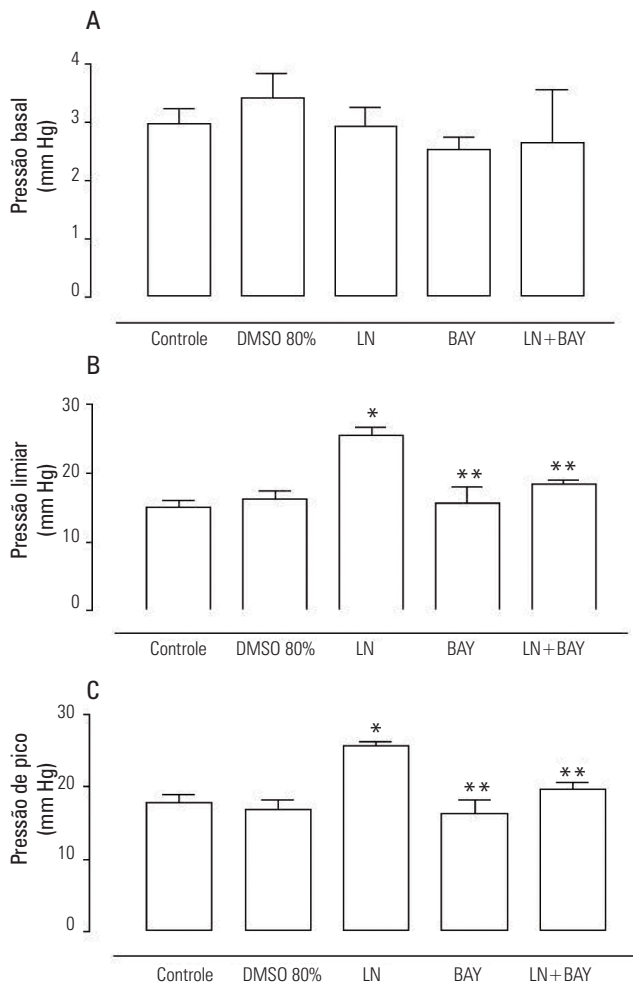 A
Pressão basal
(mm Hg)
4
3
2
1
0
Controle DMSO 80% LN BAY LN+BAY
B
Pressão limiar
(mm Hg)
30
20
10
0
*
**
**
Controle DMSO 80% LN BAY LN+BAY
C
Pressão de pico
(mm Hg)
30
20
10
0
*
**
**
Controle DMSO 80% LN BAY LN+BAY